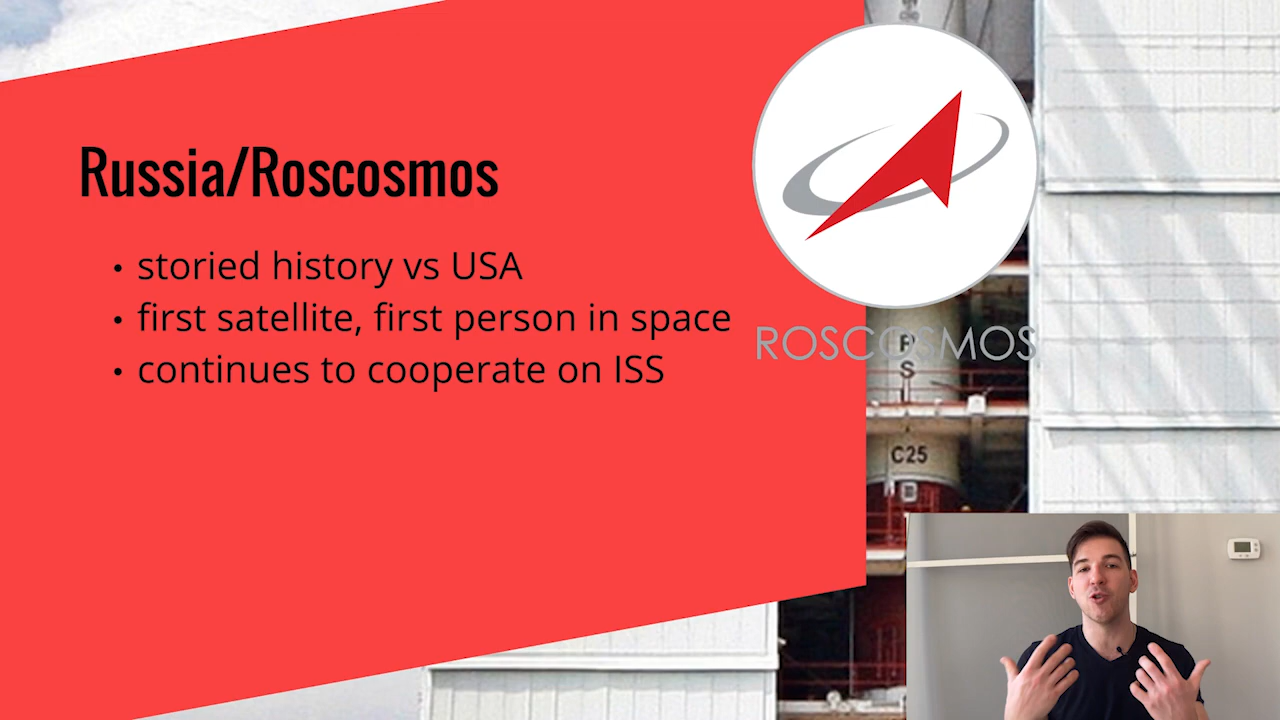 Russia/Roscosmos
• storied history vs USA
• first satellite, first person in space
• continues to cooperate on ISS
ROSCOSMOS
P
S
L
C25